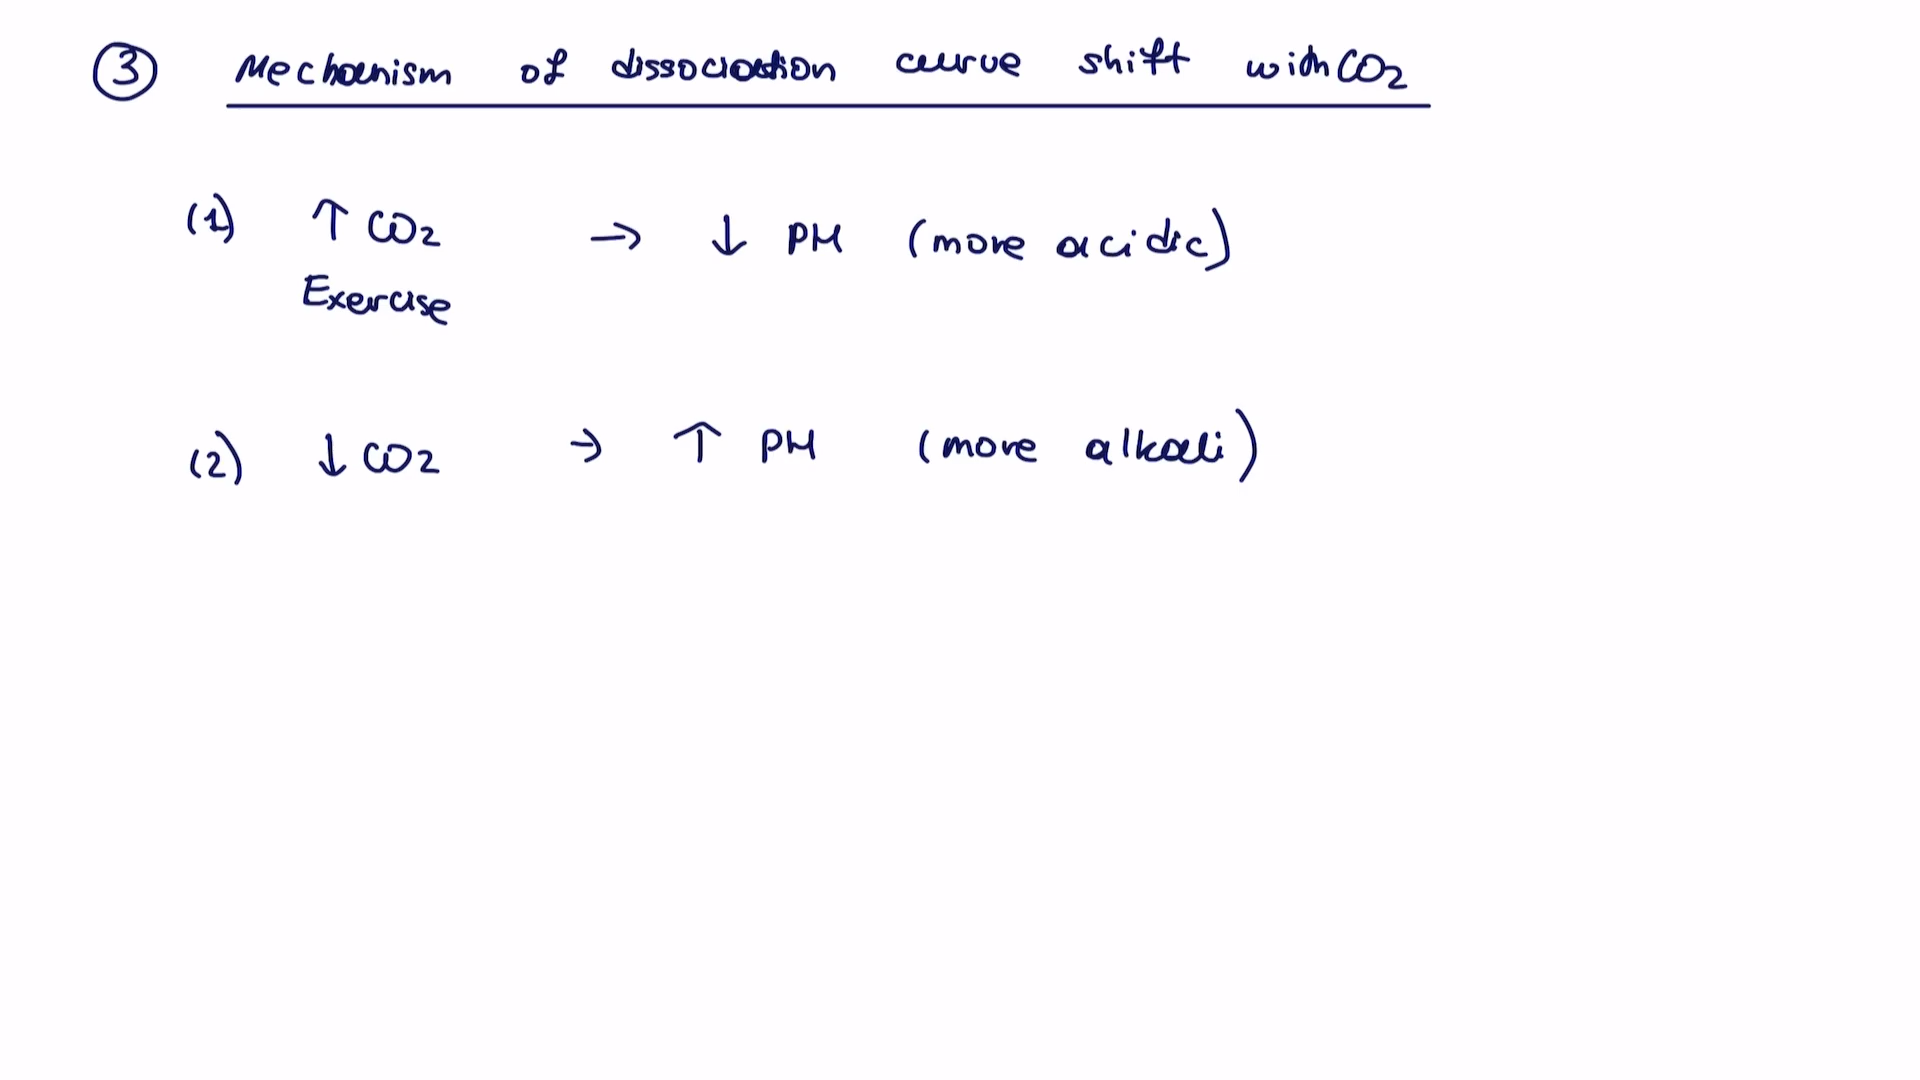 ③ Mechanism of dissociation curve shift with CO2
(1) ↑ CO2 → ↓ PH (more acidic)
Exercise
(2) ↓ CO2 → ↑ PH (more alkali)